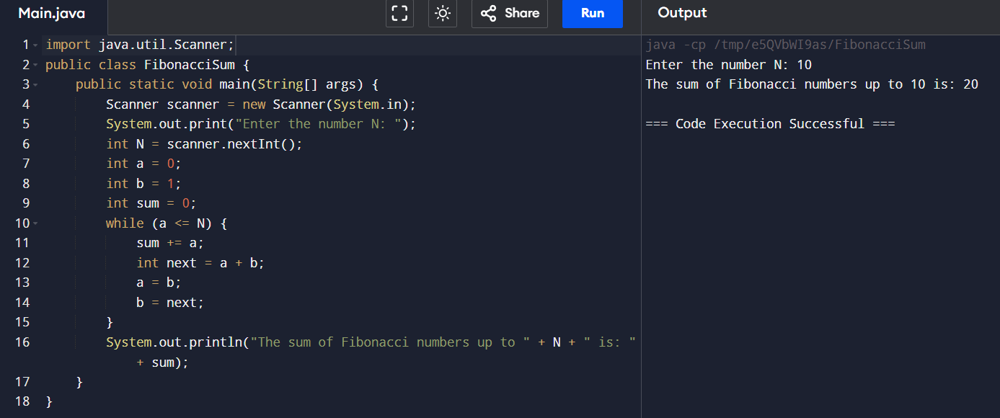 Main.java
Share
Run
Output
1 import java.util.Scanner;
2 public class FibonacciSum {
3     public static void main(String[] args) {
4         Scanner scanner = new Scanner(System.in);
5         System.out.print("Enter the number N: ");
6         int N = scanner.nextInt();
7         int a = 0;
8         int b = 1;
9         int sum = 0;
10         while (a <= N) {
11             sum += a;
12             int next = a + b;
13             a = b;
14             b = next;
15         }
16         System.out.println("The sum of Fibonacci numbers up to " + N + " is: "
            + sum);
17     }
18 }
java -cp /tmp/e5QVbWI9as/FibonacciSum
Enter the number N: 10
The sum of Fibonacci numbers up to 10 is: 20
=== Code Execution Successful ===